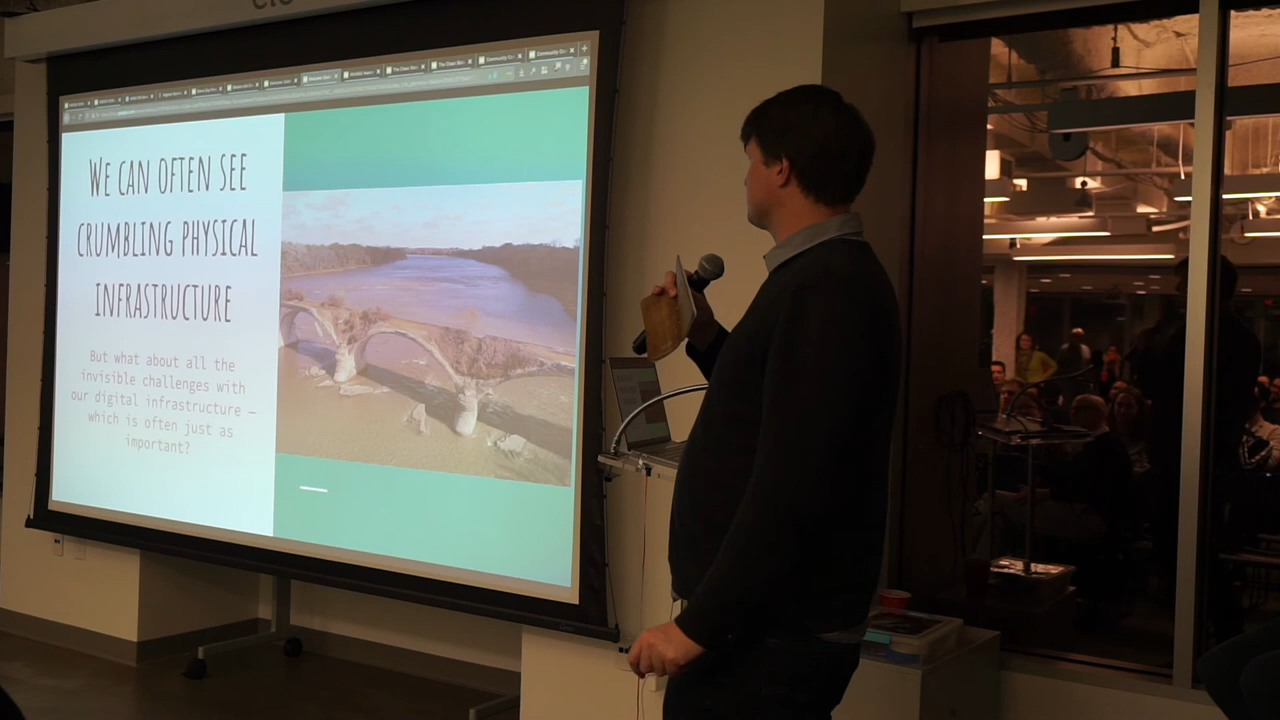 WE CAN OFTEN SEE
CRUMBLING PHYSICAL
INFRASTRUCTURE
But what about all the
invisible challenges with
our digital infrastructure —
which is often just as
important?